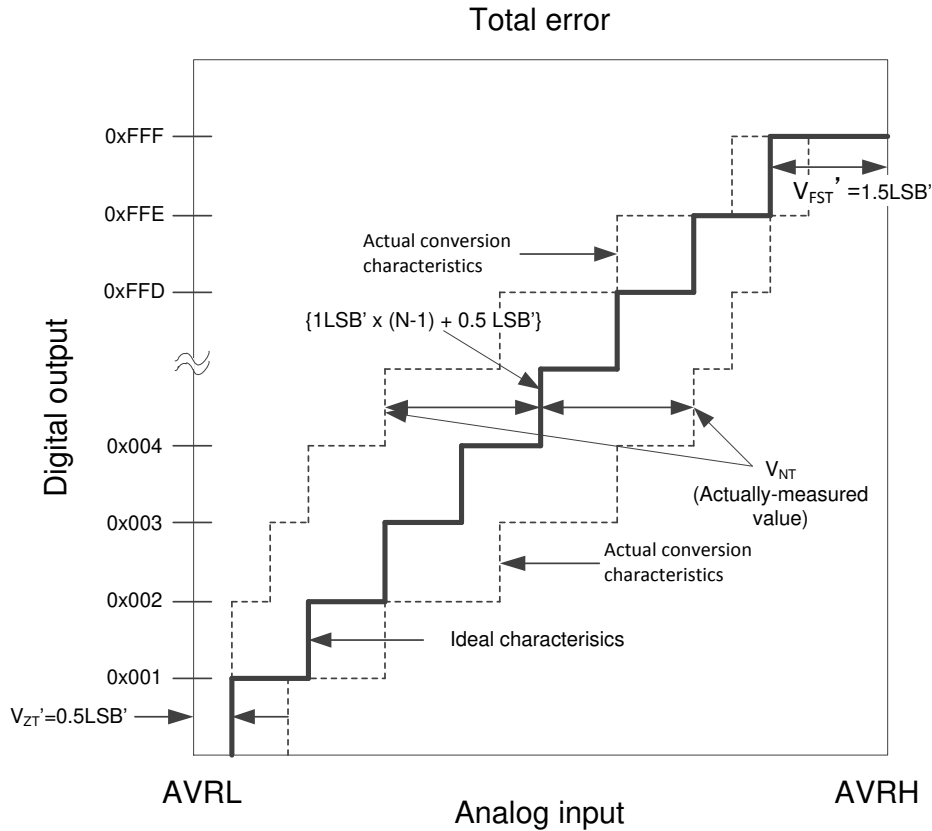 Total error
0xFFF
V_FST' =1.5LSB'
0xFFE
Actual conversion
characteristics
0xFFD
{1LSB' x (N-1) + 0.5 LSB'}
Digital output
0x004
V_NT
(Actually-measured
value)
0x003
Actual conversion
characteristics
0x002
Ideal characterisics
0x001
V_ZT'=0.5LSB'
AVRL
Analog input
AVRH